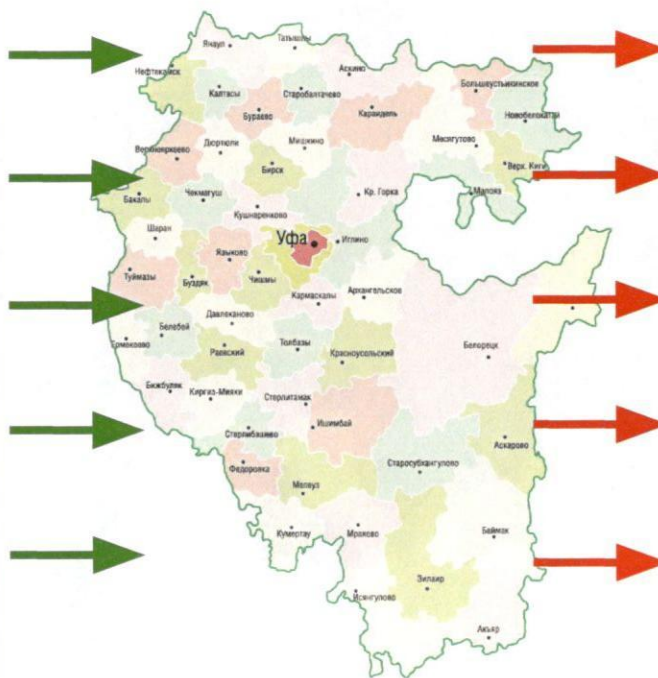 Янаул
Татышлы
Аскино
Нефтекамск
Калтасы
Старобалтачево
Большеустьикинское
Бураево
Караидель
Новобелокатай
Верхнеяркеево
Дюртюли
Мишкино
Месягутово
Бирск
Верх. Киги
Бакалы
Чекмагуш
Кр. Горка
Малояз
Кушнаренково
Шаран
Уфа
Иглино
Языково
Туймазы
Буздяк
Чишмы
Кармаскалы
Архангельское
Давлеканово
Белебей
Ермекеево
Раевский
Толбазы
Красноусольский
Белорецк
Бижбуляк
Киргиз-Мияки
Стерлитамак
Стерлибашево
Ишимбай
Аскарово
Федоровка
Старосубхангулово
Мелеуз
Кумертау
Мраково
Баймак
Зилаир
Исянгулово
Акъяр